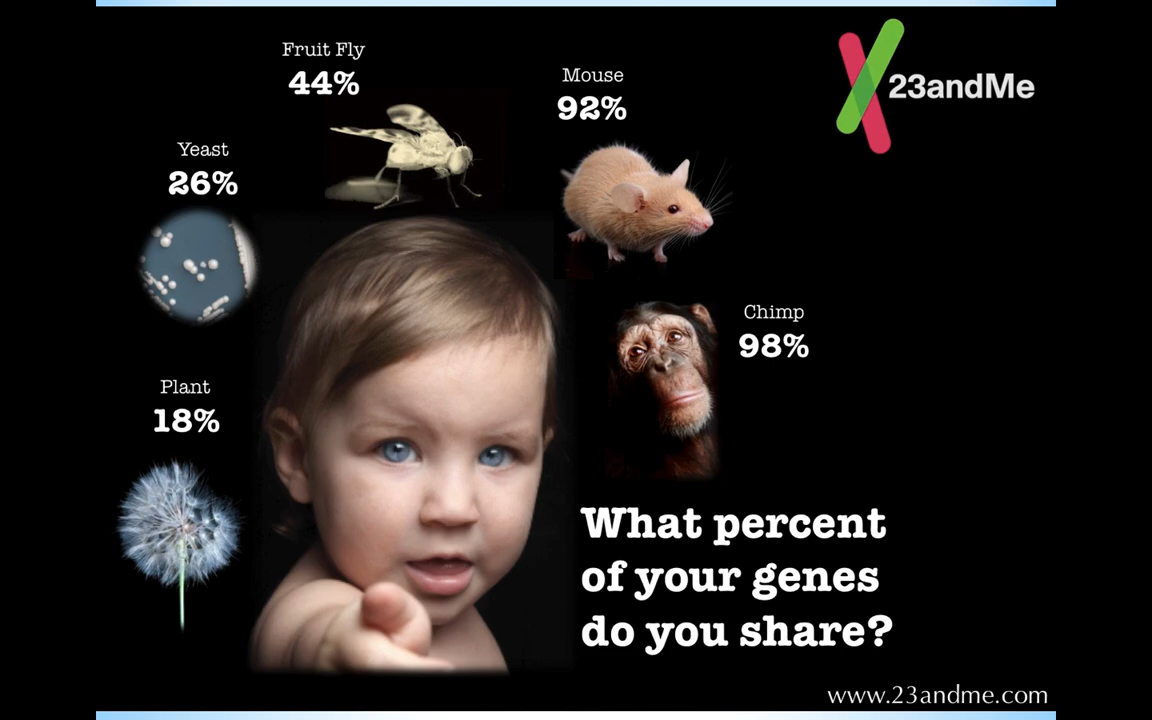 Fruit Fly
44%
Mouse
92%
23andMe
Yeast
26%
Chimp
98%
Plant
18%
What percent
of your genes
do you share?
www.23andme.com